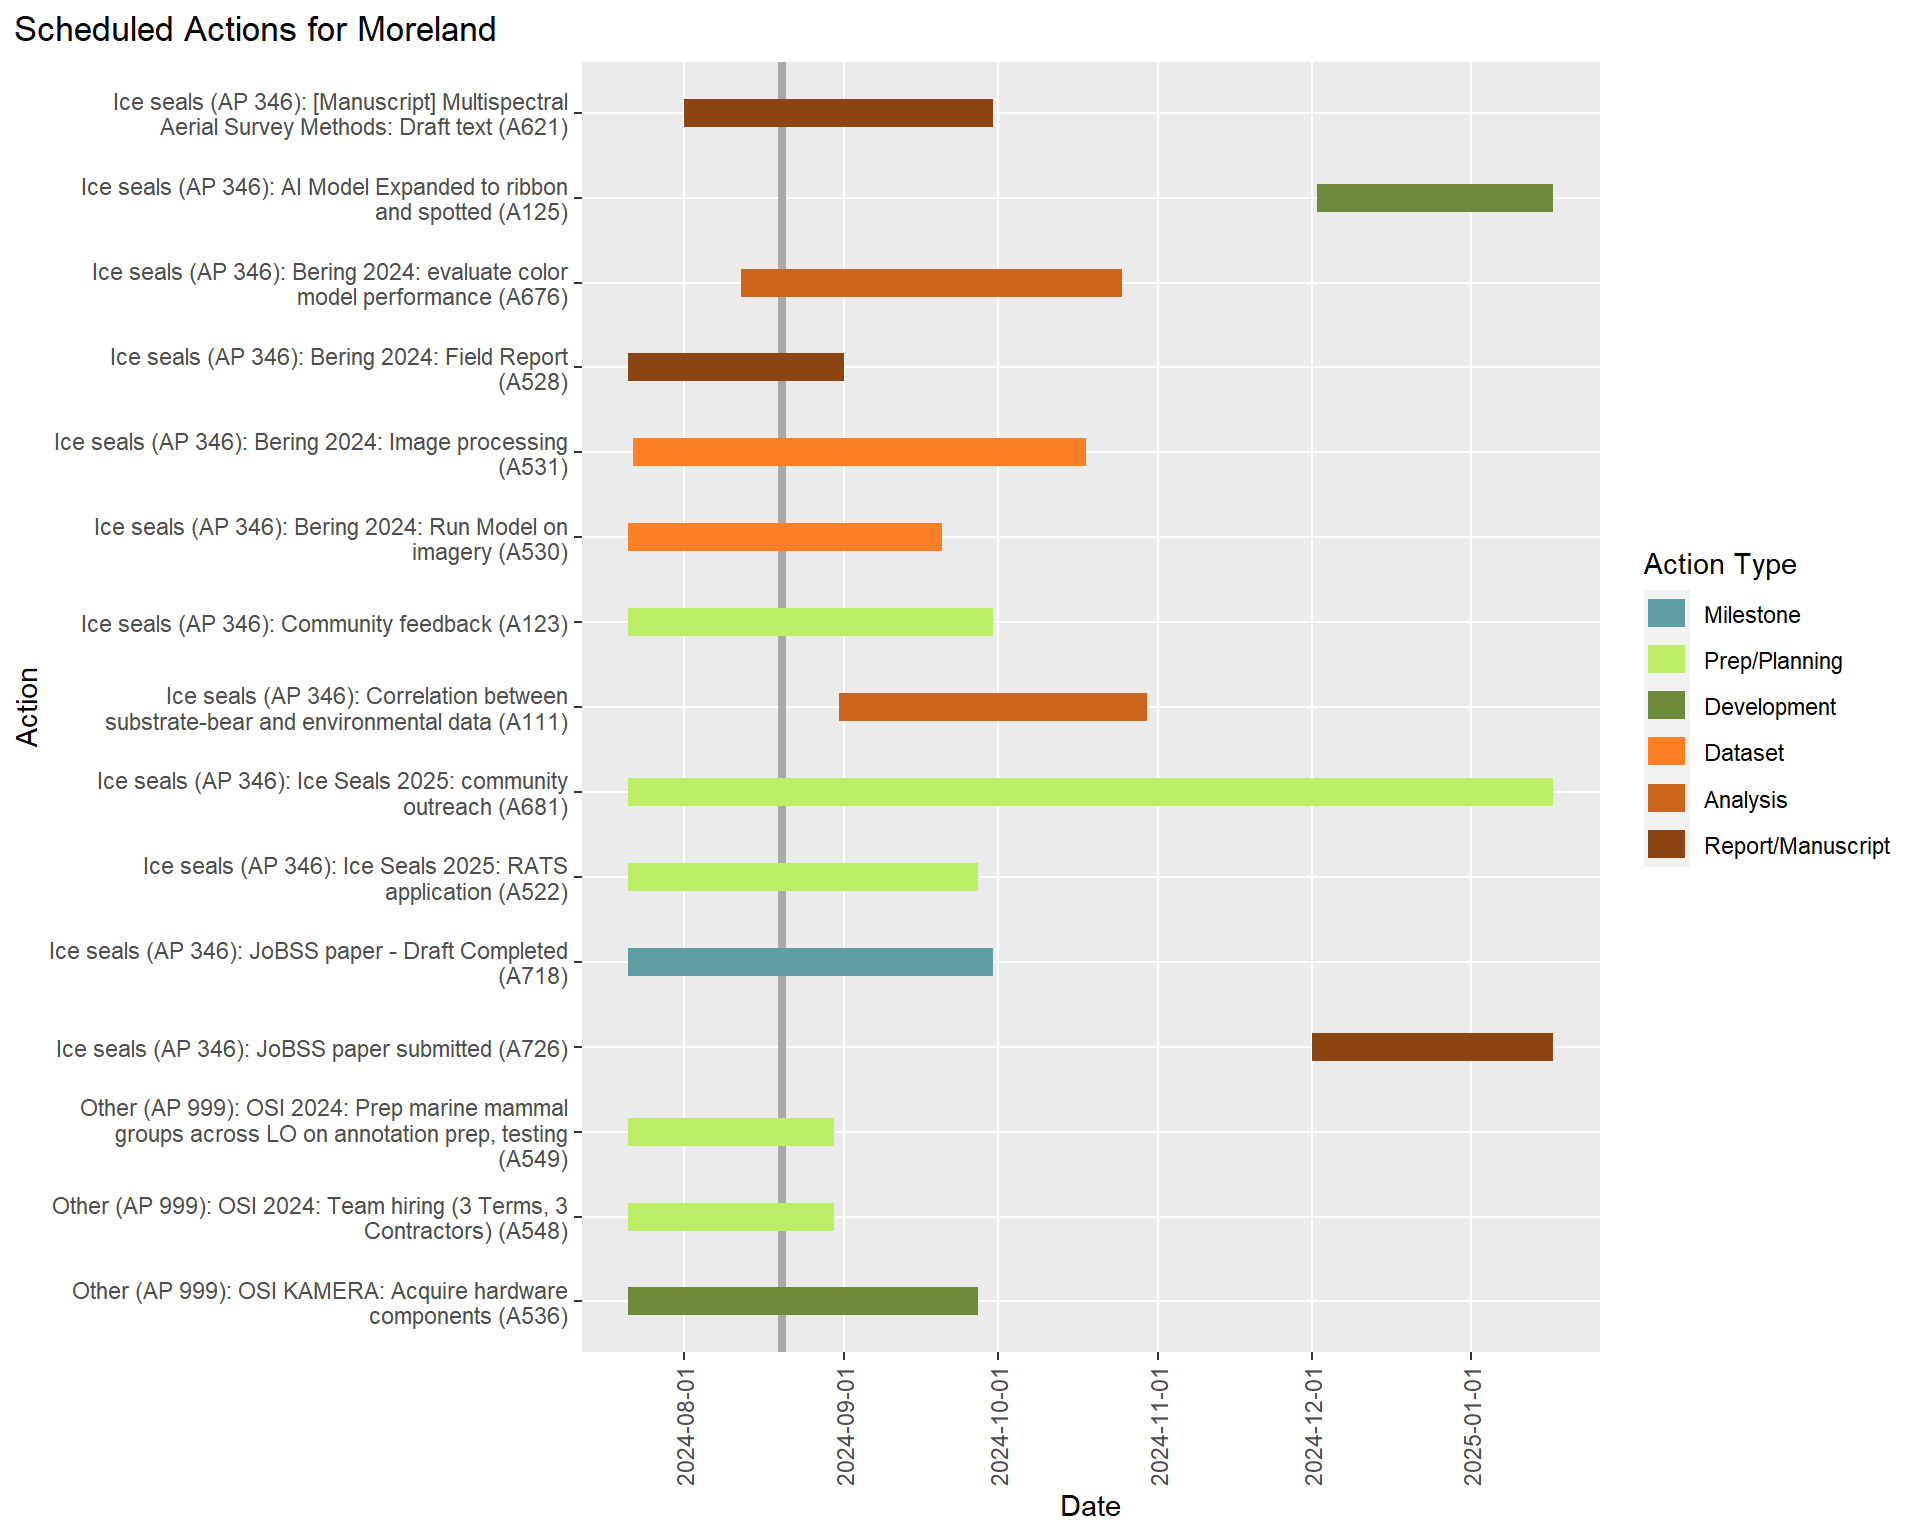 Scheduled Actions for Moreland
Ice seals (AP 346): [Manuscript] Multispectral
Aerial Survey Methods: Draft text (A621)
Ice seals (AP 346): AI Model Expanded to ribbon
and spotted (A125)
Ice seals (AP 346): Bering 2024: evaluate color
model performance (A676)
Ice seals (AP 346): Bering 2024: Field Report
(A528)
Ice seals (AP 346): Bering 2024: Image processing
(A531)
Ice seals (AP 346): Bering 2024: Run Model on
imagery (A530)
Ice seals (AP 346): Community feedback (A123)
Ice seals (AP 346): Correlation between
substrate-bear and environmental data (A111)
Ice seals (AP 346): Ice Seals 2025: community
outreach (A681)
Ice seals (AP 346): Ice Seals 2025: RATS
application (A522)
Ice seals (AP 346): JoBSS paper - Draft Completed
(A718)
Ice seals (AP 346): JoBSS paper submitted (A726)
Other (AP 999): OSI 2024: Prep marine mammal
groups across LO on annotation prep, testing
(A549)
Other (AP 999): OSI 2024: Team hiring (3 Terms, 3
Contractors) (A548)
Other (AP 999): OSI KAMERA: Acquire hardware
components (A536)
Action
2024-08-01
2024-09-01
2024-10-01
2024-11-01
2024-12-01
2025-01-01
Date
Action Type
Milestone
Prep/Planning
Development
Dataset
Analysis
Report/Manuscript